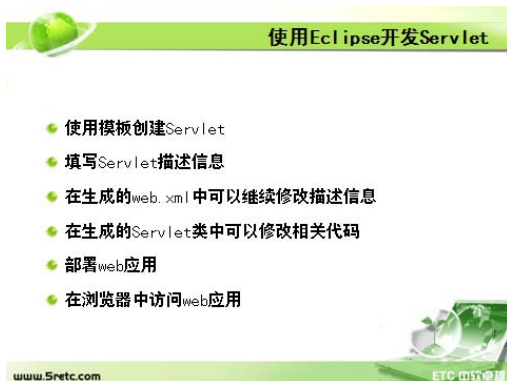 使用Eclipse开发Servlet
使用模板创建Servlet
填写Servlet描述信息
在生成的web.xml中可以继续修改描述信息
在生成的Servlet类中可以修改相关代码
部署web应用
在浏览器中访问web应用
www.5retc.com
ETC 中软卓越